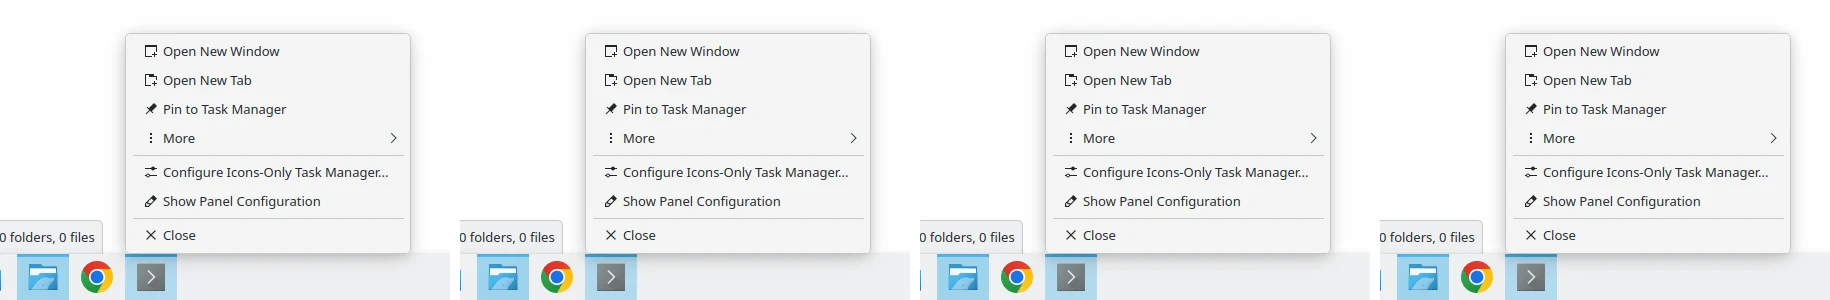 Open New Window
Open New Tab
Pin to Task Manager
More
Configure Icons-Only Task Manager...
Show Panel Configuration
Close
0 folders, 0 files
Open New Window
Open New Tab
Pin to Task Manager
More
Configure Icons-Only Task Manager...
Show Panel Configuration
Close
0 folders, 0 files
Open New Window
Open New Tab
Pin to Task Manager
More
Configure Icons-Only Task Manager...
Show Panel Configuration
Close
0 folders, 0 files
Open New Window
Open New Tab
Pin to Task Manager
More
Configure Icons-Only Task Manager...
Show Panel Configuration
Close
0 folders, 0 files